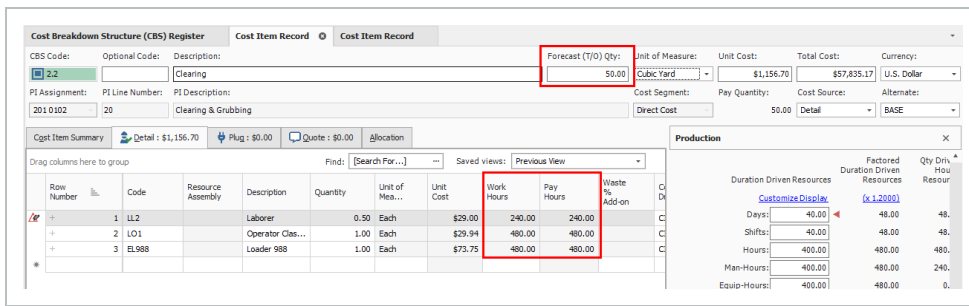 Cost Breakdown Structure (CBS) Register Cost Item Record Cost Item Record
CBS Code: Optional Code: Description: Forecast (T/O) Qty: Unit of Measure: Unit Cost: Total Cost: Currency:
2.2 Clearing 50.00 Cubic Yard $1,156.70 $57,835.17 U.S. Dollar
PI Assignment: PI Line Number: PI Description: Cost Segment: Pay Quantity: Cost Source: Alternate:
201 0102 20 Clearing & Grubbing Direct Cost 50.00 Detail BASE
Cost Item Summary Detail : $1,156.70 Plug : $0.00 Quote : $0.00 Allocation Production
Drag columns here to group Find: [Search For...] ... Saved views: Previous View
Row Number Code Resource Assembly Description Quantity Unit of Mea... Unit Cost Work Hours Pay Hours Waste % Add-on
Duration Driven Resources Factored Duration Driven Resources Qty Driv Hou Resour
Customize Display (x 1.2000)
1 LL2 Laborer 0.50 Each $29.00 240.00 240.00
2 LO1 Operator Clas... 1.00 Each $29.94 480.00 480.00
3 EL988 Loader 988 1.00 Each $73.75 480.00 480.00
Days: 40.00 48.00 48.
Shifts: 40.00 48.00 48.
Hours: 400.00 480.00 480.
Man-Hours: 400.00 480.00 240.
Equip-Hours: 400.00 480.00 0.